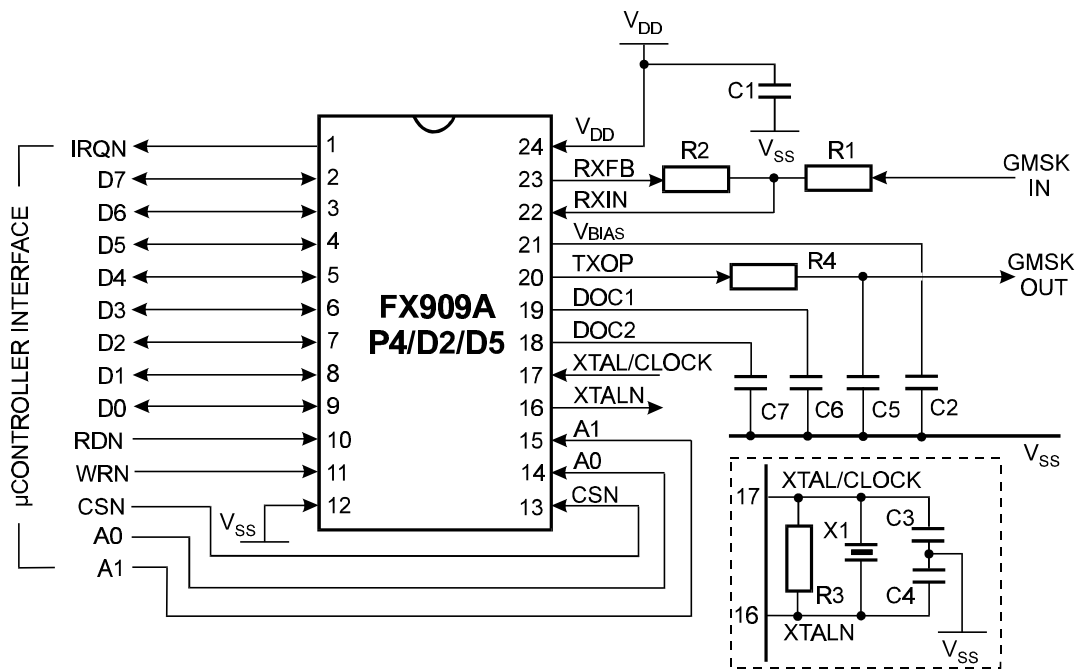 VDD
C1
VSS
µCONTROLLER INTERFACE
IRQN
D7
D6
D5
D4
D3
D2
D1
D0
RDN
WRN
CSN
A0
A1
1
2
3
4
5
6
7
8
9
10
11
12
VSS
FX909A
P4/D2/D5
24
23
22
21
20
19
18
17
16
15
14
13
VDD
RXFB
RXIN
VBIAS
TXOP
DOC1
DOC2
XTAL/CLOCK
XTALN
A1
A0
CSN
R2
R1
GMSK
IN
R4
GMSK
OUT
C7
C6
C5
C2
VSS
17
XTAL/CLOCK
X1
C3
R3
C4
16
XTALN
VSS